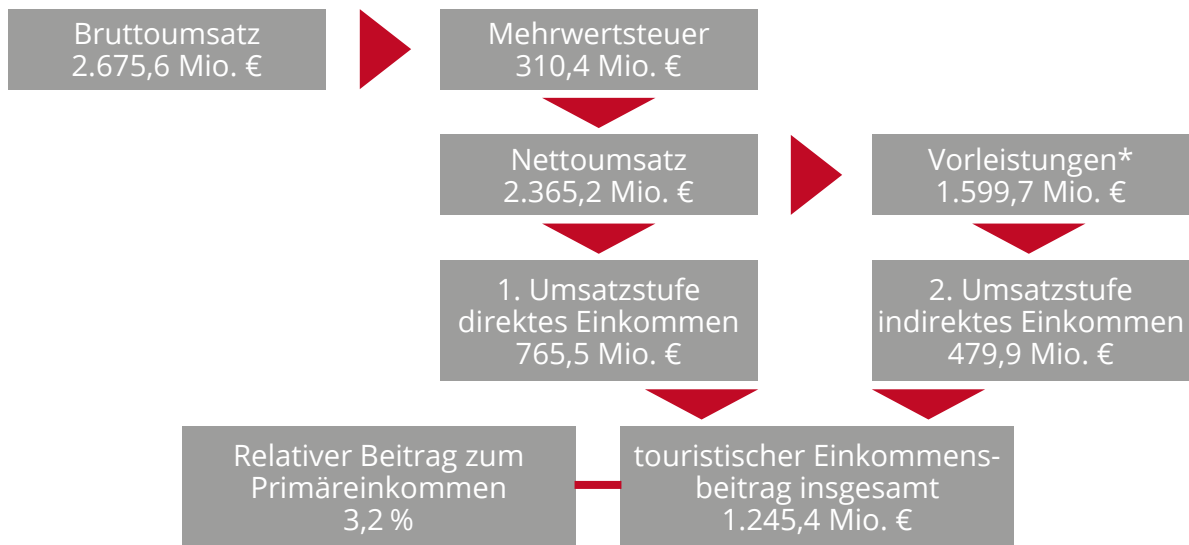 Bruttoumsatz
2.675,6 Mio. €
Mehrwertsteuer
310,4 Mio. €
Nettoumsatz
2.365,2 Mio. €
Vorleistungen*
1.599,7 Mio. €
1. Umsatzstufe
direktes Einkommen
765,5 Mio. €
2. Umsatzstufe
indirektes Einkommen
479,9 Mio. €
Relativer Beitrag zum
Primäreinkommen
3,2 %
touristischer Einkommens-
beitrag insgesamt
1.245,4 Mio. €